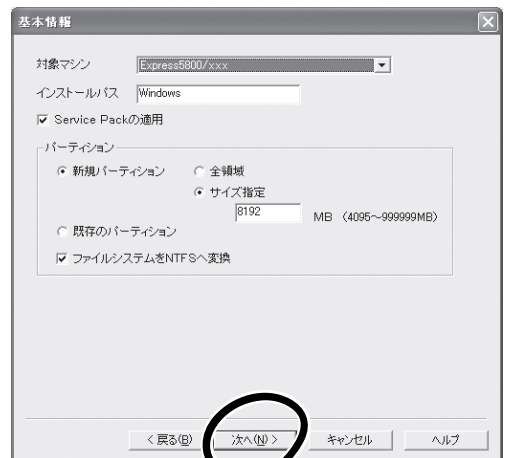 基本情報
対象マシン Express5800/xxx
インストールパス Windows
Service Packの適用
パーティション
新規パーティション 全領域
サイズ指定
8192 MB (4095~999999MB)
既存のパーティション
ファイルシステムをNTFSへ変換
< 戻る(B) 次へ(N) > キャンセル ヘルプ